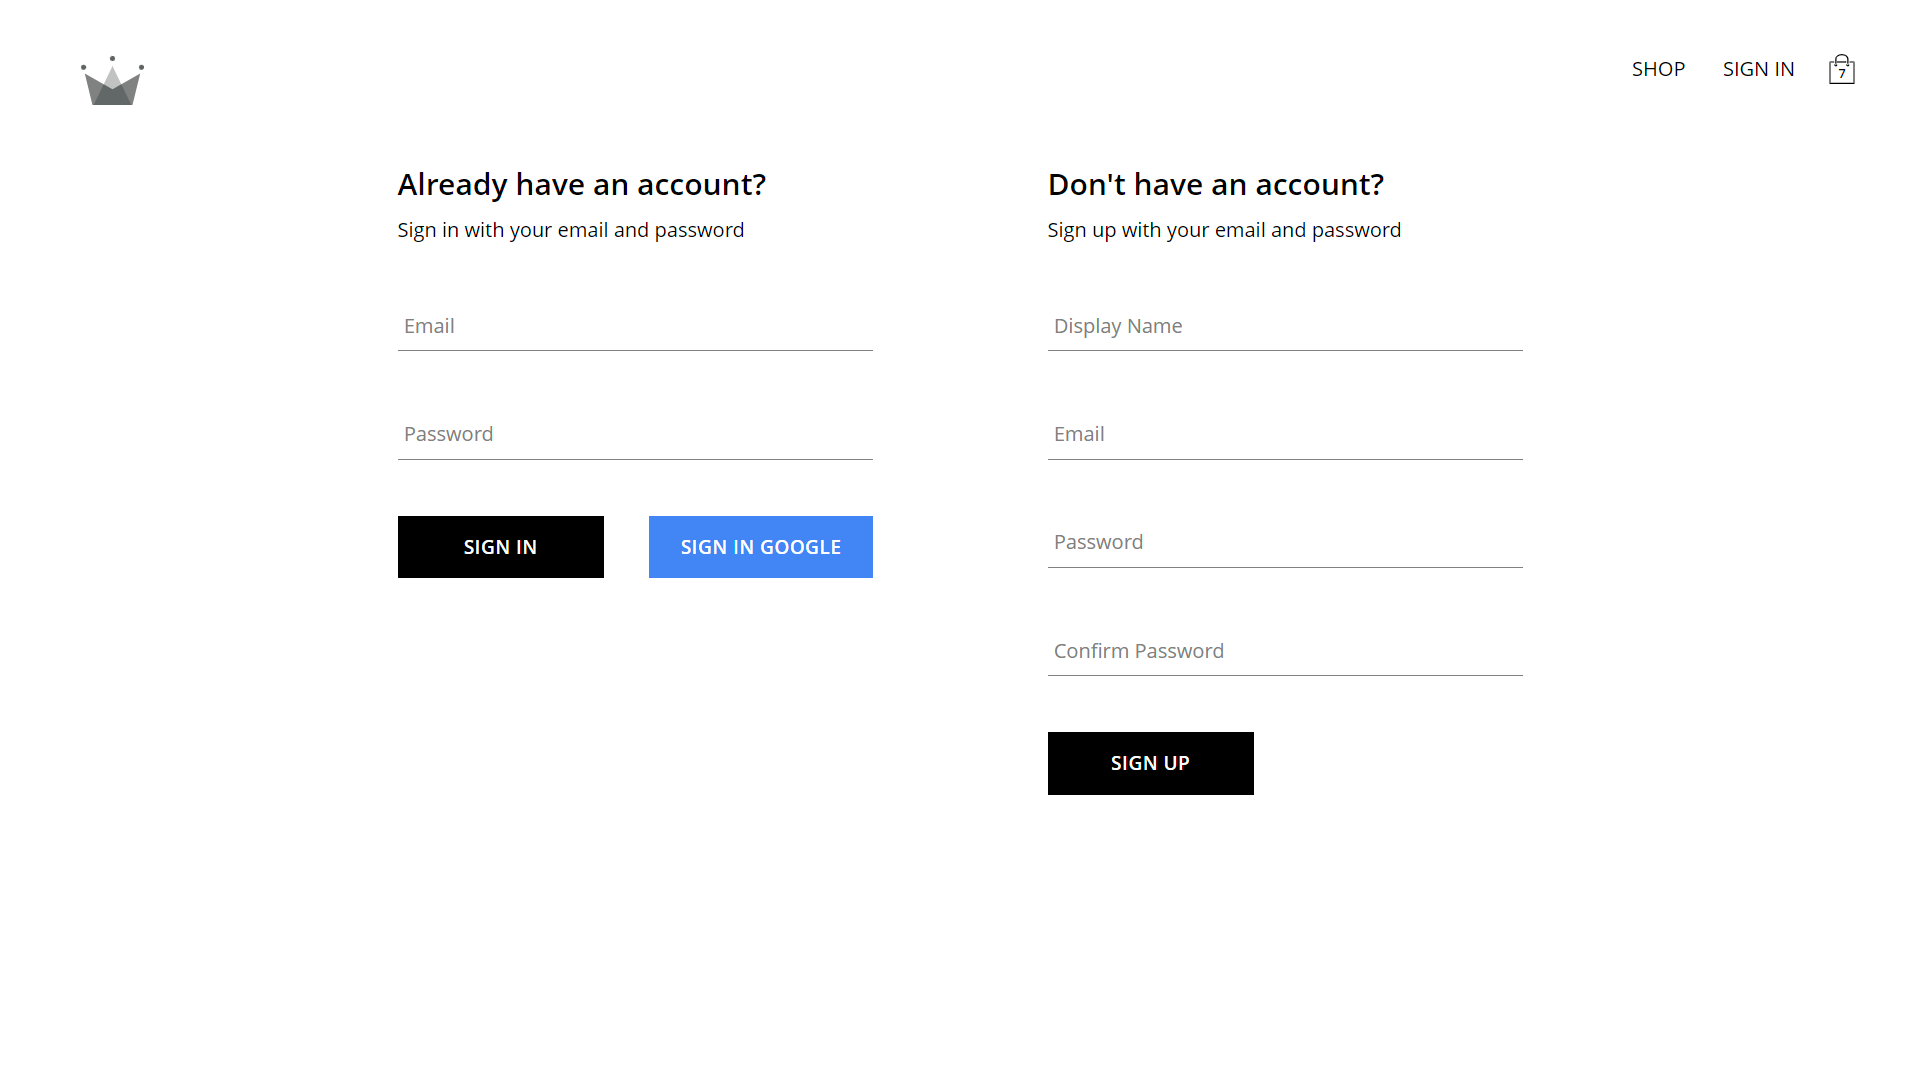 SHOP
SIGN IN
7
Already have an account?
Sign in with your email and password
Email
Password
SIGN IN
SIGN IN GOOGLE
Don't have an account?
Sign up with your email and password
Display Name
Email
Password
Confirm Password
SIGN UP